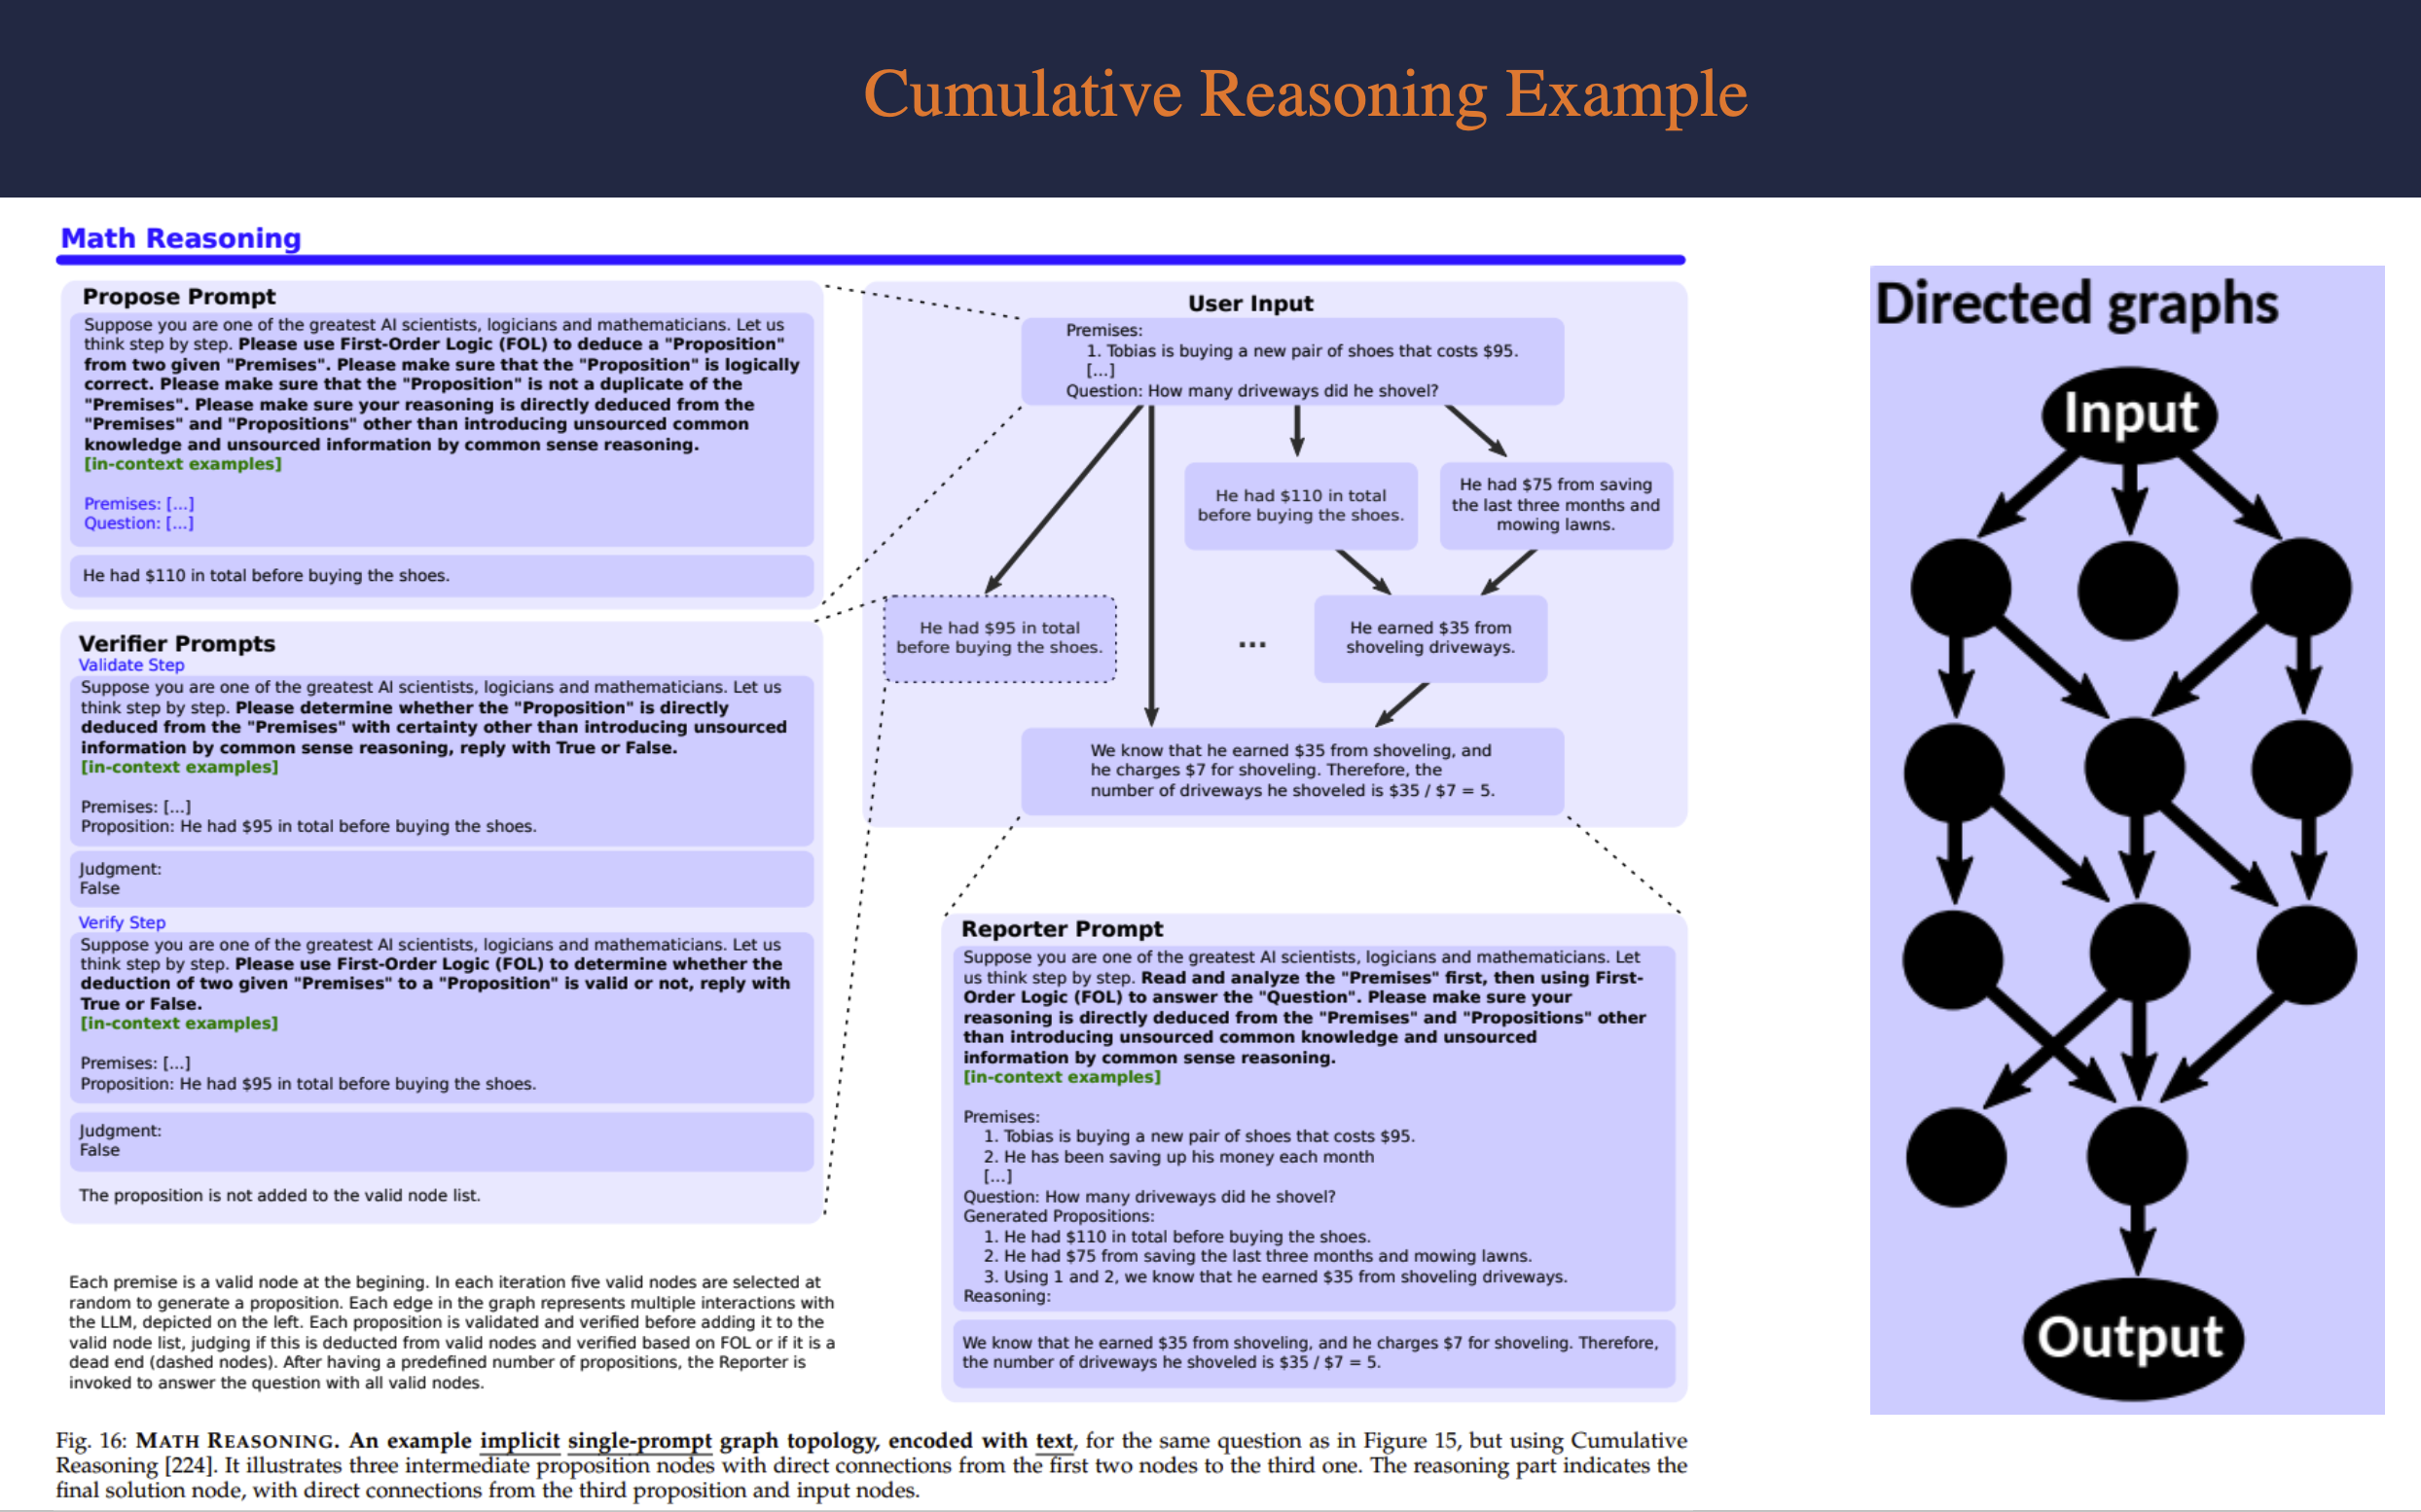 Cumulative Reasoning Example
Math Reasoning
Propose Prompt
Suppose you are one of the greatest AI scientists, logicians and mathematicians. Let us
think step by step. Please use First-Order Logic (FOL) to deduce a "Proposition"
from two given "Premises". Please make sure that the "Proposition" is logically
correct. Please make sure that the "Proposition" is not a duplicate of the
"Premises". Please make sure your reasoning is directly deduced from the
"Premises" and "Propositions" other than introducing unsourced common
knowledge and unsourced information by common sense reasoning.
[in-context examples]
Premises: [...]
Question: [...]
He had $110 in total before buying the shoes.
Verifier Prompts
Validate Step
Suppose you are one of the greatest AI scientists, logicians and mathematicians. Let us
think step by step. Please determine whether the "Proposition" is directly
deduced from the "Premises" with certainty other than introducing unsourced
information by common sense reasoning, reply with True or False.
[in-context examples]
Premises: [...]
Proposition: He had $95 in total before buying the shoes.
Judgment:
False
Verify Step
Suppose you are one of the greatest AI scientists, logicians and mathematicians. Let us
think step by step. Please use First-Order Logic (FOL) to determine whether the
deduction of two given "Premises" to a "Proposition" is valid or not, reply with
True or False.
[in-context examples]
Premises: [...]
Proposition: He had $95 in total before buying the shoes.
Judgment:
False
The proposition is not added to the valid node list.
Each premise is a valid node at the begining. In each iteration five valid nodes are selected at
random to generate a proposition. Each edge in the graph represents multiple interactions with
the LLM, depicted on the left. Each proposition is validated and verified before adding it to the
valid node list, judging if this is deducted from valid nodes and verified based on FOL or if it is a
dead end (dashed nodes). After having a predefined number of propositions, the Reporter is
invoked to answer the question with all valid nodes.
User Input
Premises:
1. Tobias is buying a new pair of shoes that costs $95.
[...]
Question: How many driveways did he shovel?
He had $110 in total
before buying the shoes.
He had $75 from saving
the last three months and
mowing lawns.
He had $95 in total
before buying the shoes.
...
He earned $35 from
shoveling driveways.
We know that he earned $35 from shoveling, and
he charges $7 for shoveling. Therefore, the
number of driveways he shoveled is $35 / $7 = 5.
Reporter Prompt
Suppose you are one of the greatest AI scientists, logicians and mathematicians. Let
us think step by step. Read and analyze the "Premises" first, then using First-
Order Logic (FOL) to answer the "Question". Please make sure your
reasoning is directly deduced from the "Premises" and "Propositions" other
than introducing unsourced common knowledge and unsourced
information by common sense reasoning.
[in-context examples]
Premises:
1. Tobias is buying a new pair of shoes that costs $95.
2. He has been saving up his money each month
[...]
Question: How many driveways did he shovel?
Generated Propositions:
1. He had $110 in total before buying the shoes.
2. He had $75 from saving the last three months and mowing lawns.
3. Using 1 and 2, we know that he earned $35 from shoveling driveways.
Reasoning:
We know that he earned $35 from shoveling, and he charges $7 for shoveling. Therefore,
the number of driveways he shoveled is $35 / $7 = 5.
Directed graphs
Input
Output
Fig. 16: MATH REASONING. An example implicit single-prompt graph topology, encoded with text, for the same question as in Figure 15, but using Cumulative
Reasoning [224]. It illustrates three intermediate proposition nodes with direct connections from the first two nodes to the third one. The reasoning part indicates the
final solution node, with direct connections from the third proposition and input nodes.